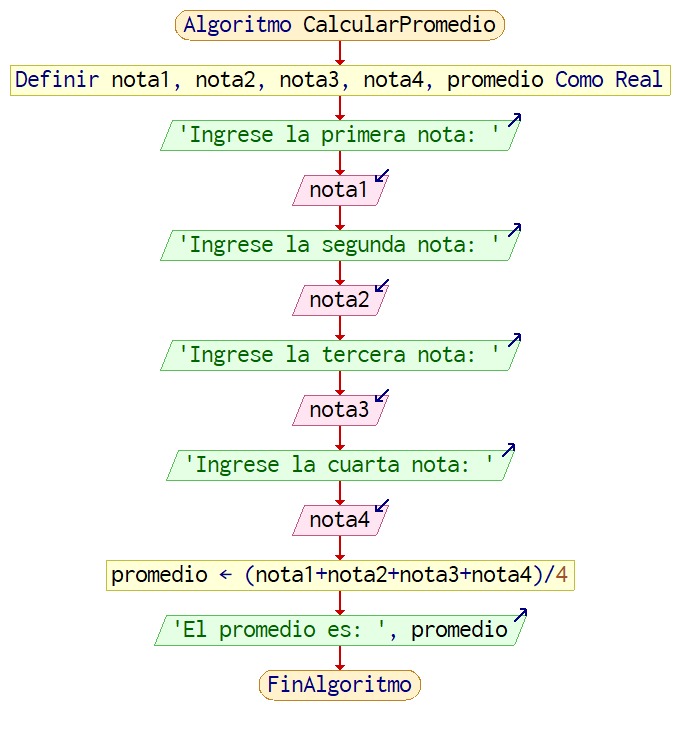 Algoritmo CalcularPromedio
Definir nota1, nota2, nota3, nota4, promedio Como Real
'Ingrese la primera nota: '
nota1
'Ingrese la segunda nota: '
nota2
'Ingrese la tercera nota: '
nota3
'Ingrese la cuarta nota: '
nota4
promedio ← (nota1+nota2+nota3+nota4)/4
'El promedio es: ', promedio
FinAlgoritmo